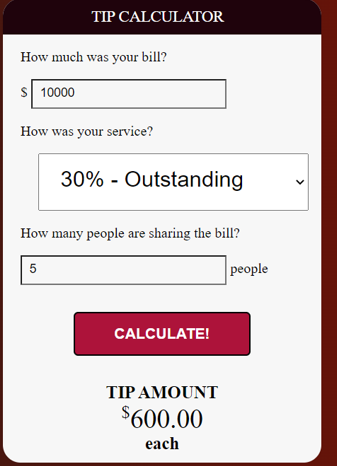 TIP CALCULATOR
How much was your bill?
$ 10000
How was your service?
30% - Outstanding
How many people are sharing the bill?
5 people
CALCULATE!
TIP AMOUNT
$600.00
each